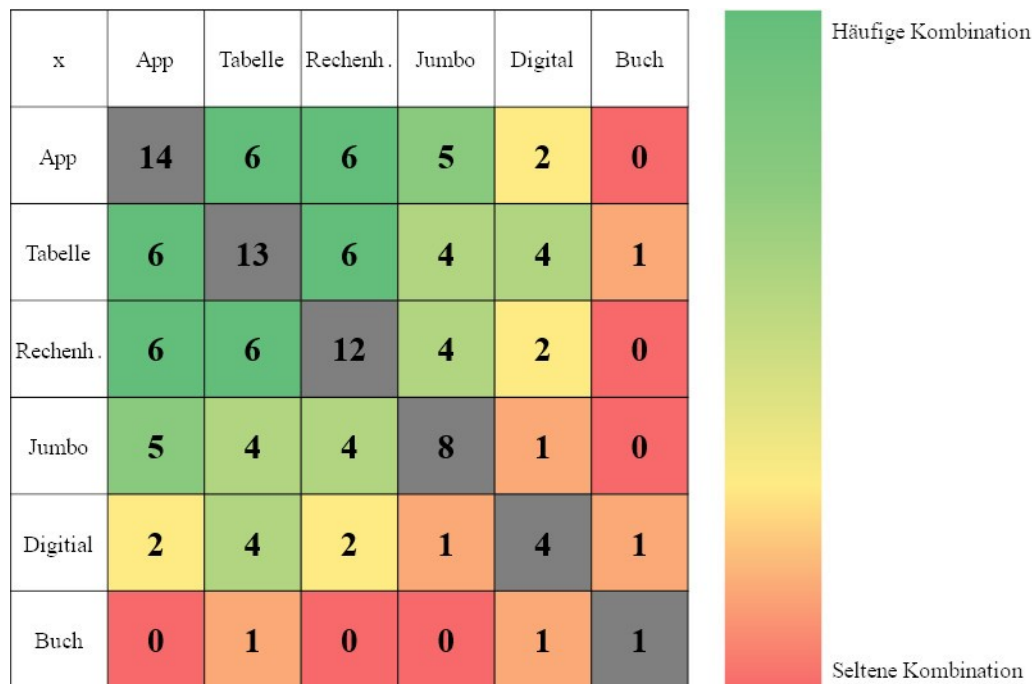 x App Tabelle Rechenh. Jumbo Digital Buch
App 14 6 6 5 2 0
Tabelle 6 13 6 4 4 1
Rechenh. 6 6 12 4 2 0
Jumbo 5 4 4 8 1 0
Digitial 2 4 2 1 4 1
Buch 0 1 0 0 1 1
Häufige Kombination
Seltene Kombination